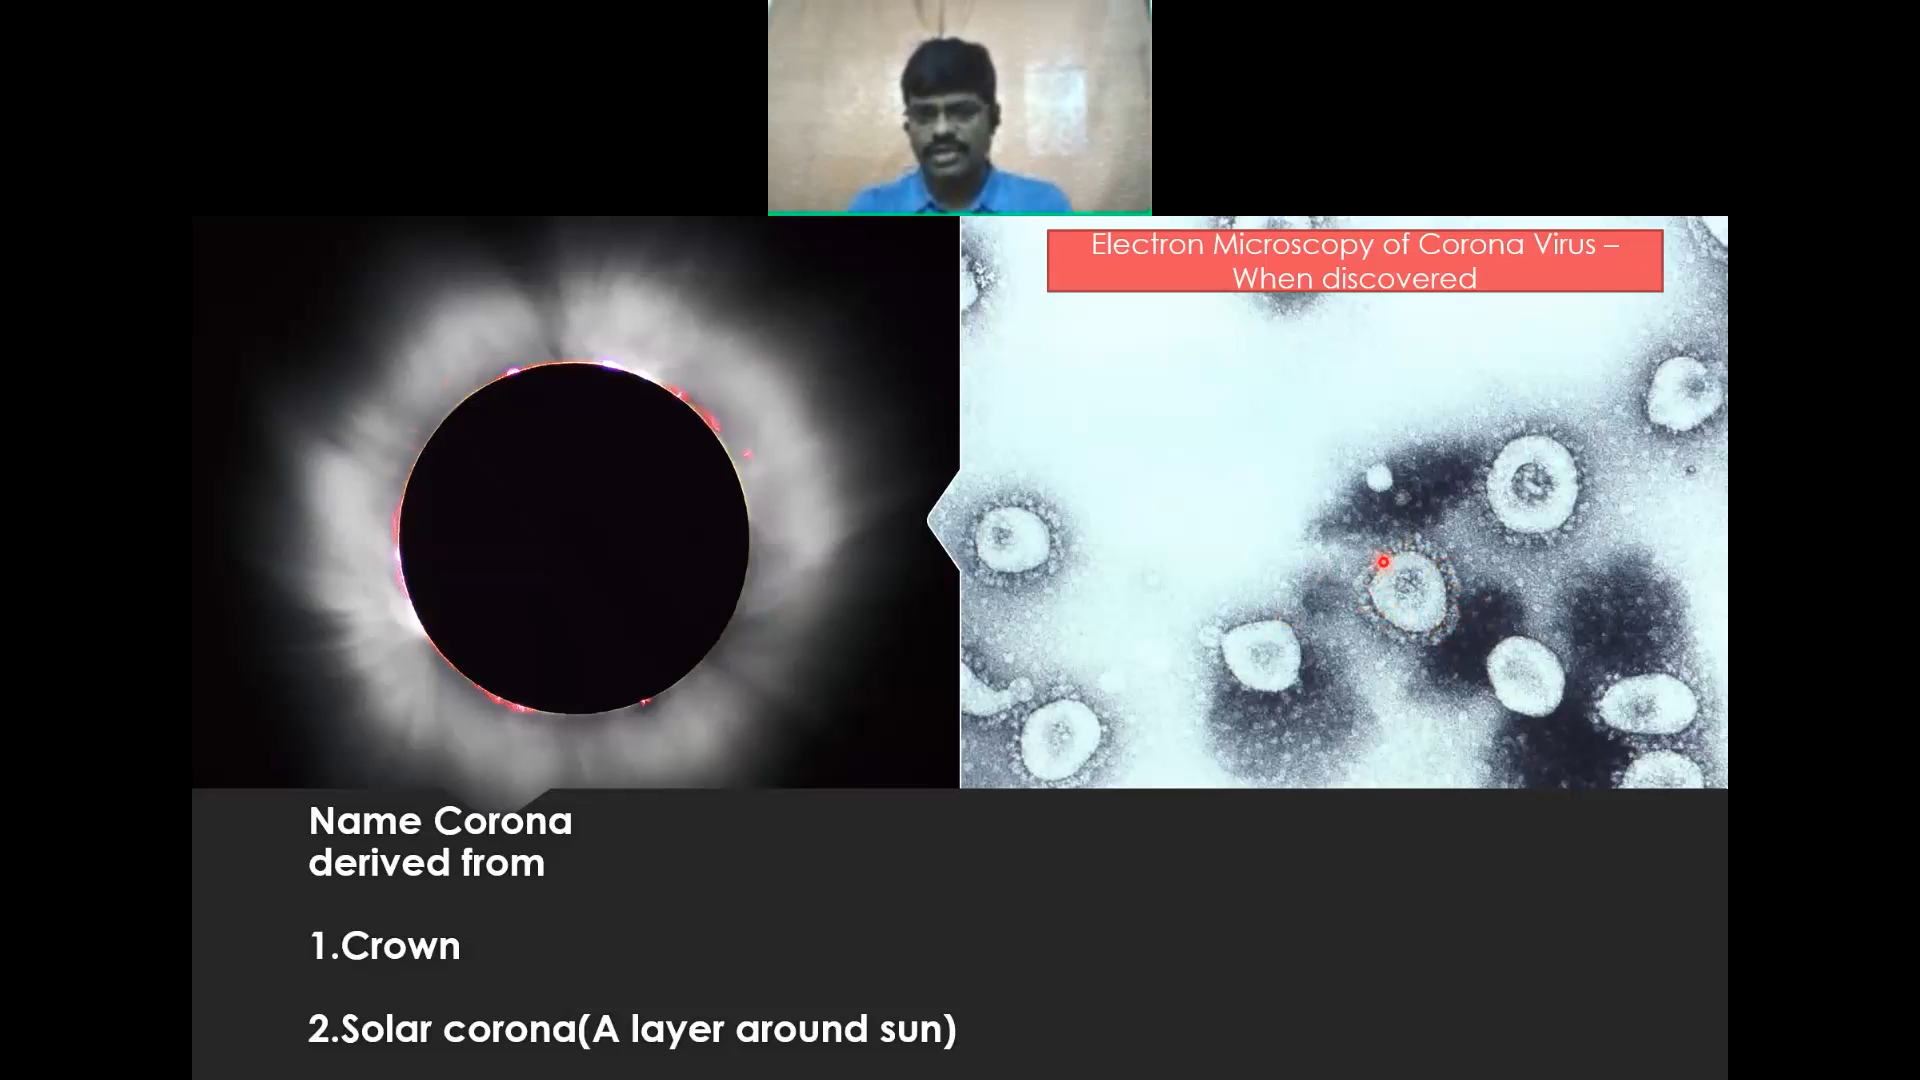 Electron Microscopy of Corona Virus –
When discovered
Name Corona
derived from
1.Crown
2.Solar corona(A layer around sun)